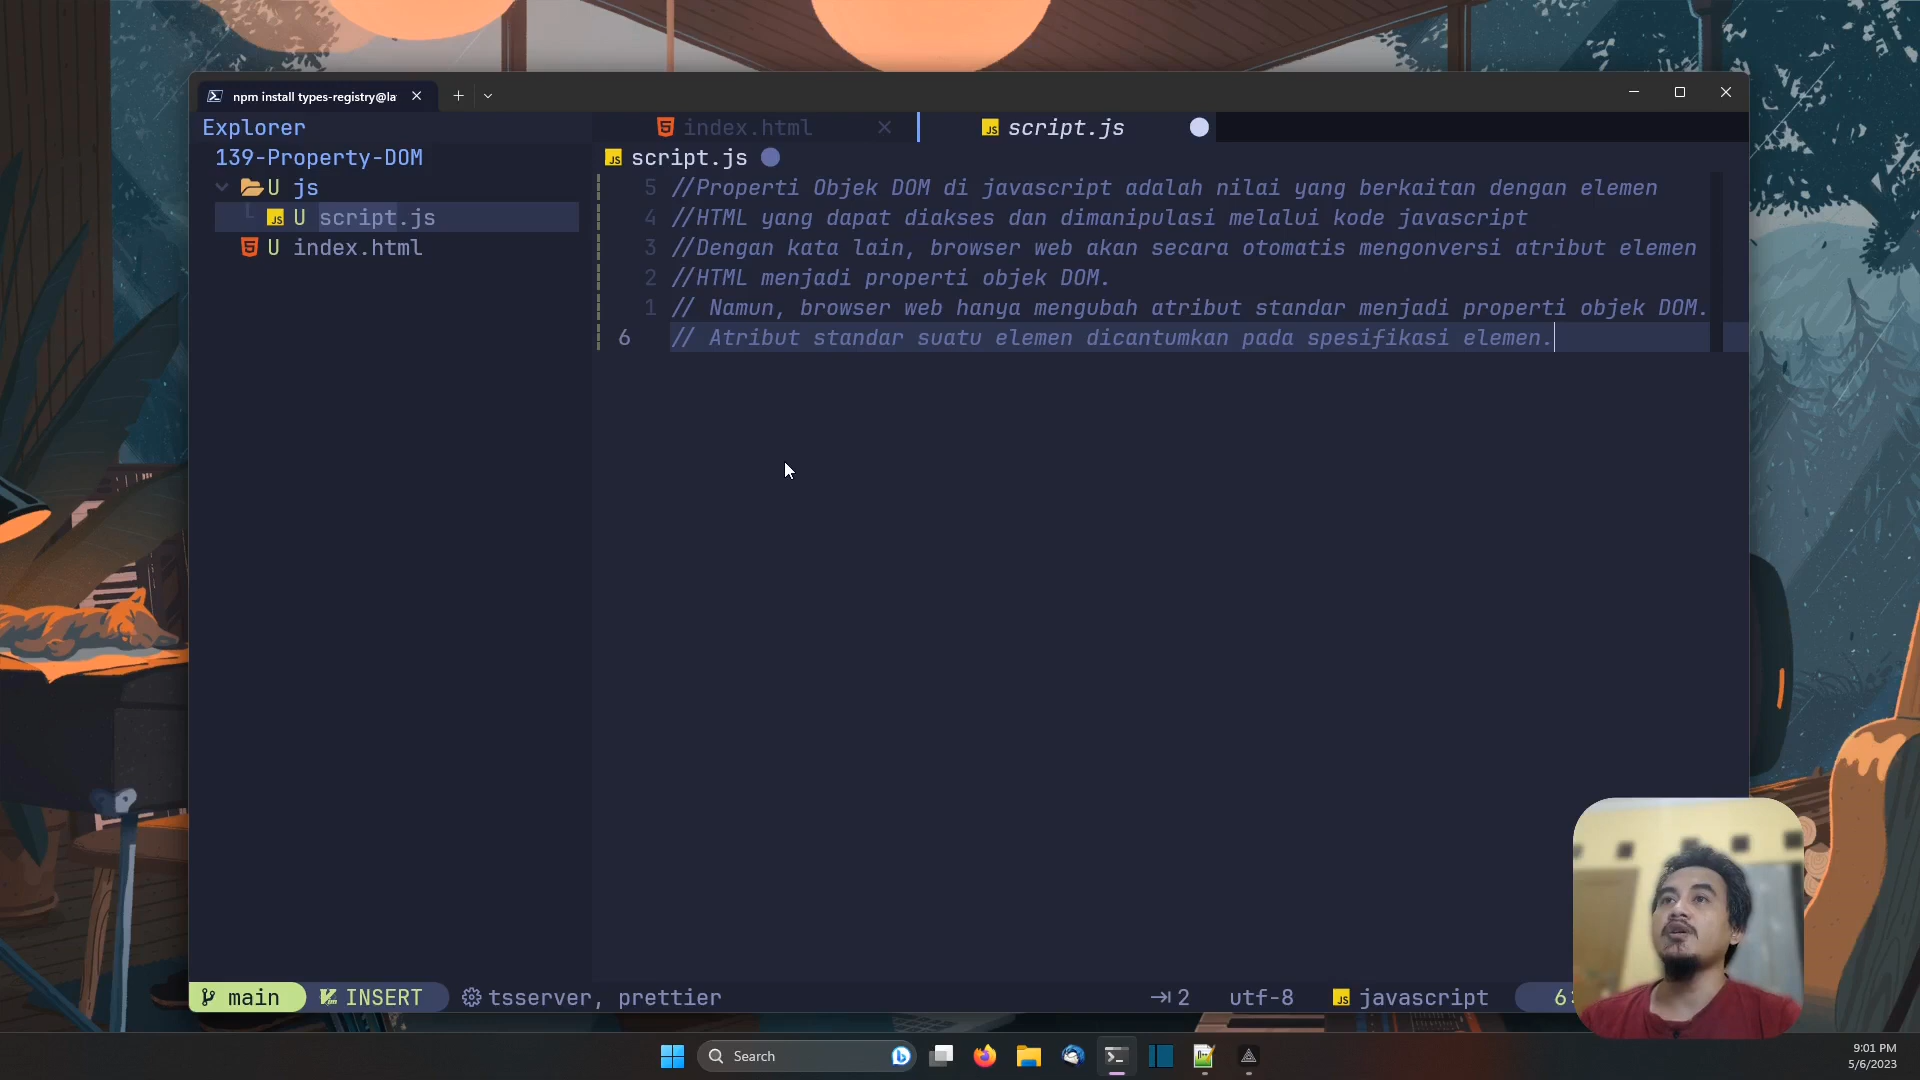 npm install types-registry@la
Explorer
index.html
script.js
139-Property-DOM
script.js
U js
U script.js
U index.html
5 //Properti Objek DOM di javascript adalah nilai yang berkaitan dengan elemen
4 //HTML yang dapat diakses dan dimanipulasi melalui kode javascript
3 //Dengan kata lain, browser web akan secara otomatis mengonversi atribut elemen
2 //HTML menjadi properti objek DOM.
1 // Namun, browser web hanya mengubah atribut standar menjadi properti objek DOM.
6 // Atribut standar suatu elemen dicantumkan pada spesifikasi elemen.
main INSERT tsserver, prettier 2 utf-8 javascript 6:
Search
9:01 PM
5/6/2023